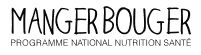 MANGERBOUGER
PROGRAMME NATIONAL NUTRITION SANTÉ